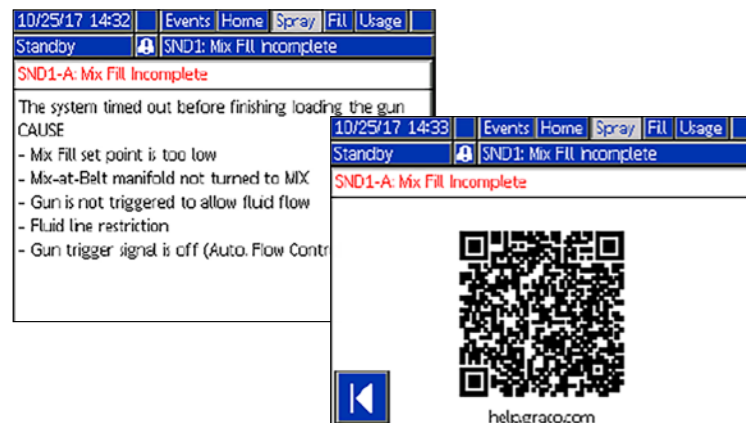 10/25/17 14:32 Events Home Spray Fill Usage
Standby SND1: Mix Fill Incomplete
SND1-A: Mix Fill Incomplete
The system timed out before finishing loading the gun
CAUSE
- Mix Fill set point is too low
- Mix-at-Belt manifold not turned to MIX
- Gun is not triggered to allow fluid flow
- Fluid line restriction
- Gun trigger signal is off (Auto. Flow Contr
10/25/17 14:33 Events Home Spray Fill Usage
Standby SND1: Mix Fill Incomplete
SND1-A: Mix Fill Incomplete
help.graco.com